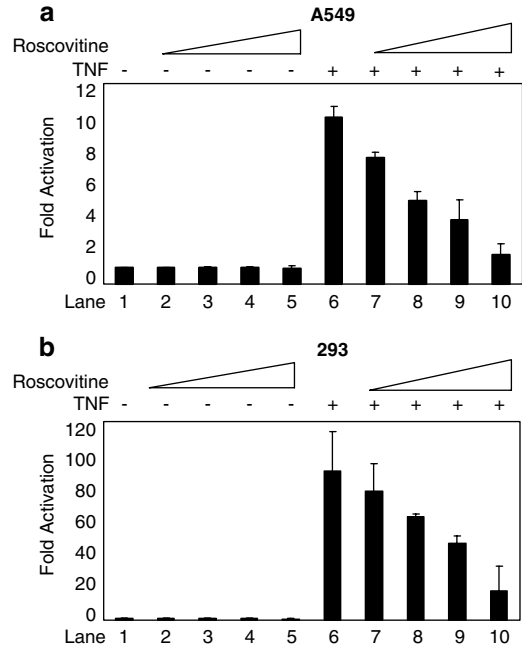 a A549
Roscovitine
TNF - - - - - + + + + +
12
10
8
6
4
2
0
Fold Activation
Lane 1 2 3 4 5 6 7 8 9 10
b 293
Roscovitine
TNF - - - - - + + + + +
120
100
80
60
40
20
0
Fold Activation
Lane 1 2 3 4 5 6 7 8 9 10